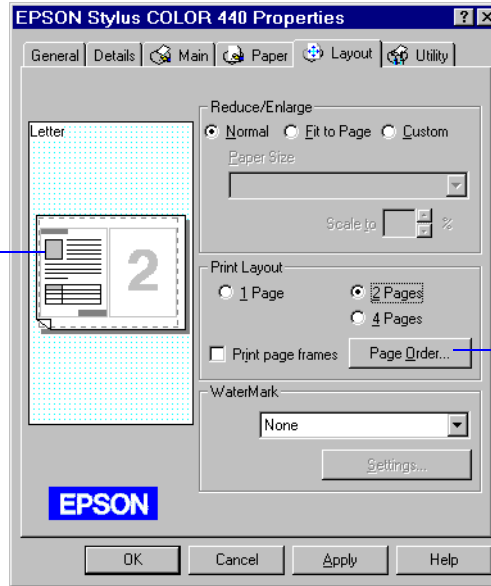 EPSON Stylus COLOR 440 Properties
General Details Main Paper Layout Utility
Letter
2
EPSON
Reduce/Enlarge
Normal Fit to Page Custom
Paper Size
Scale to %
Print Layout
1 Page 2 Pages
4 Pages
Print page frames Page Order...
WaterMark
None
Settings...
OK Cancel Apply Help